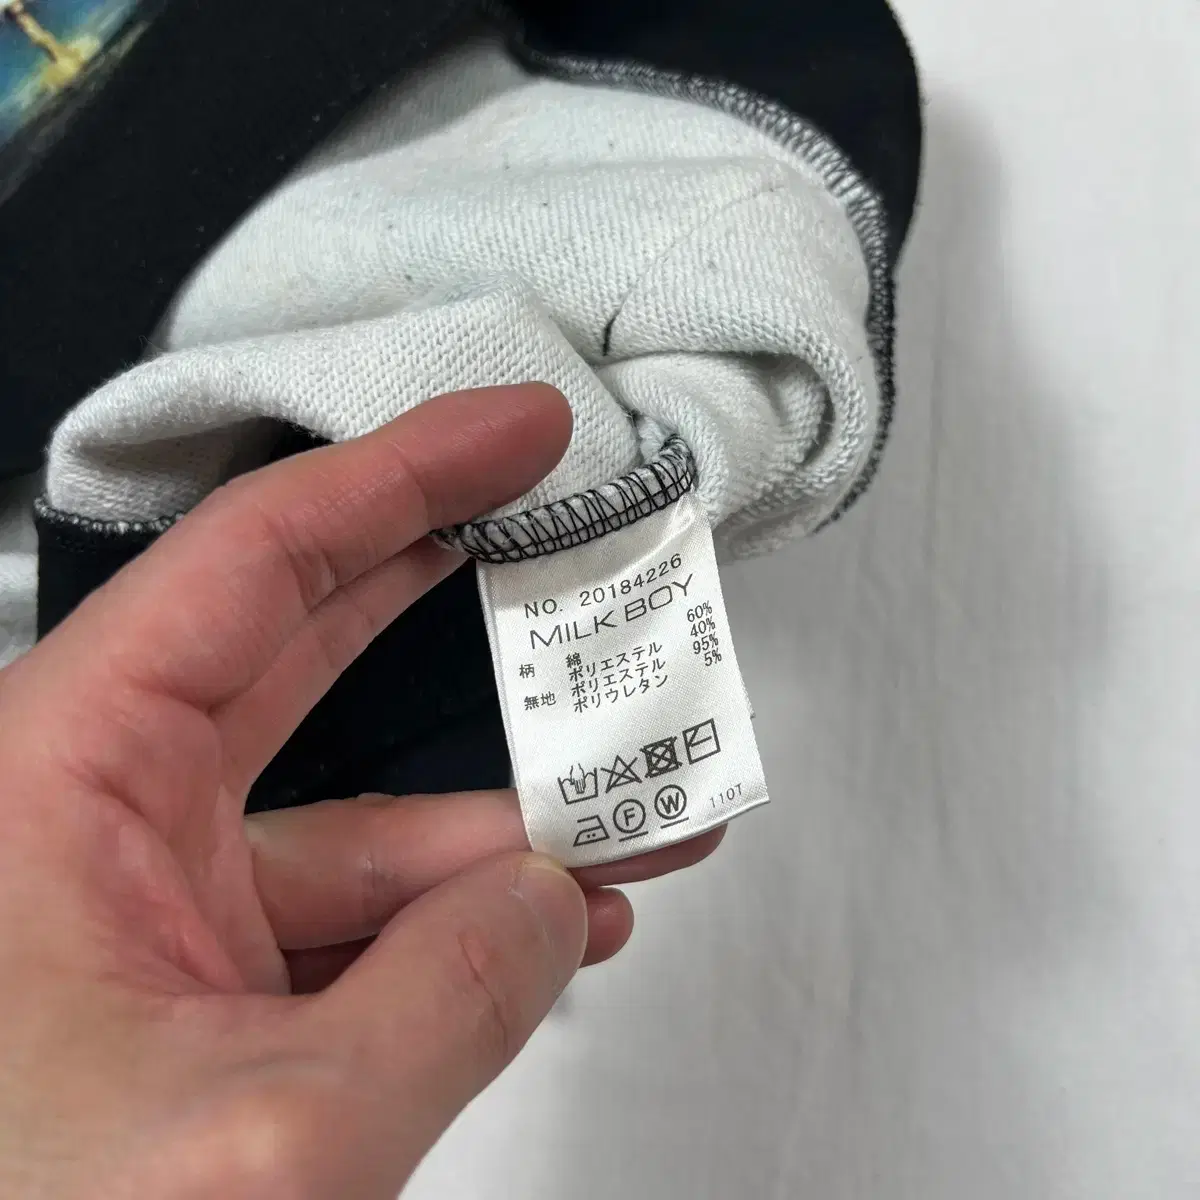 NO. 20184226
MILK BOY
柄 綿 60%
ポリエステル 40%
無地 ポリエステル 95%
ポリウレタン 5%
F W 110T